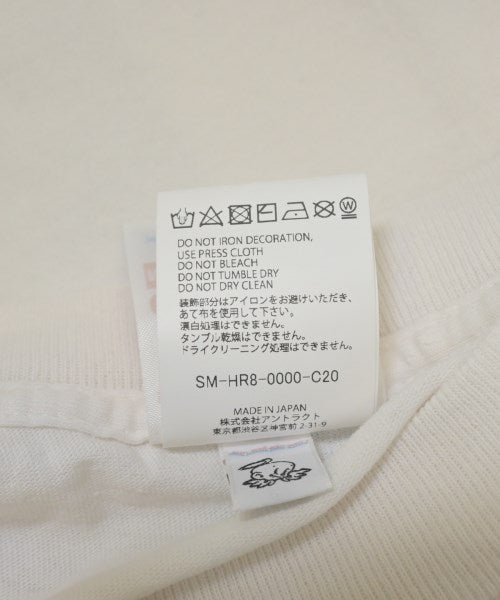 DO NOT IRON DECORATION,
USE PRESS CLOTH
DO NOT BLEACH
DO NOT TUMBLE DRY
DO NOT DRY CLEAN
装飾部分はアイロンをお避けいただき、
あて布を使用して下さい。
漂白処理はできません。
タンブル乾燥はできません。
ドライクリーニング処理はできません。
SM-HR8-0000-C20
MADE IN JAPAN
株式会社アントラクト
東京都渋谷区神宮前2-31-9